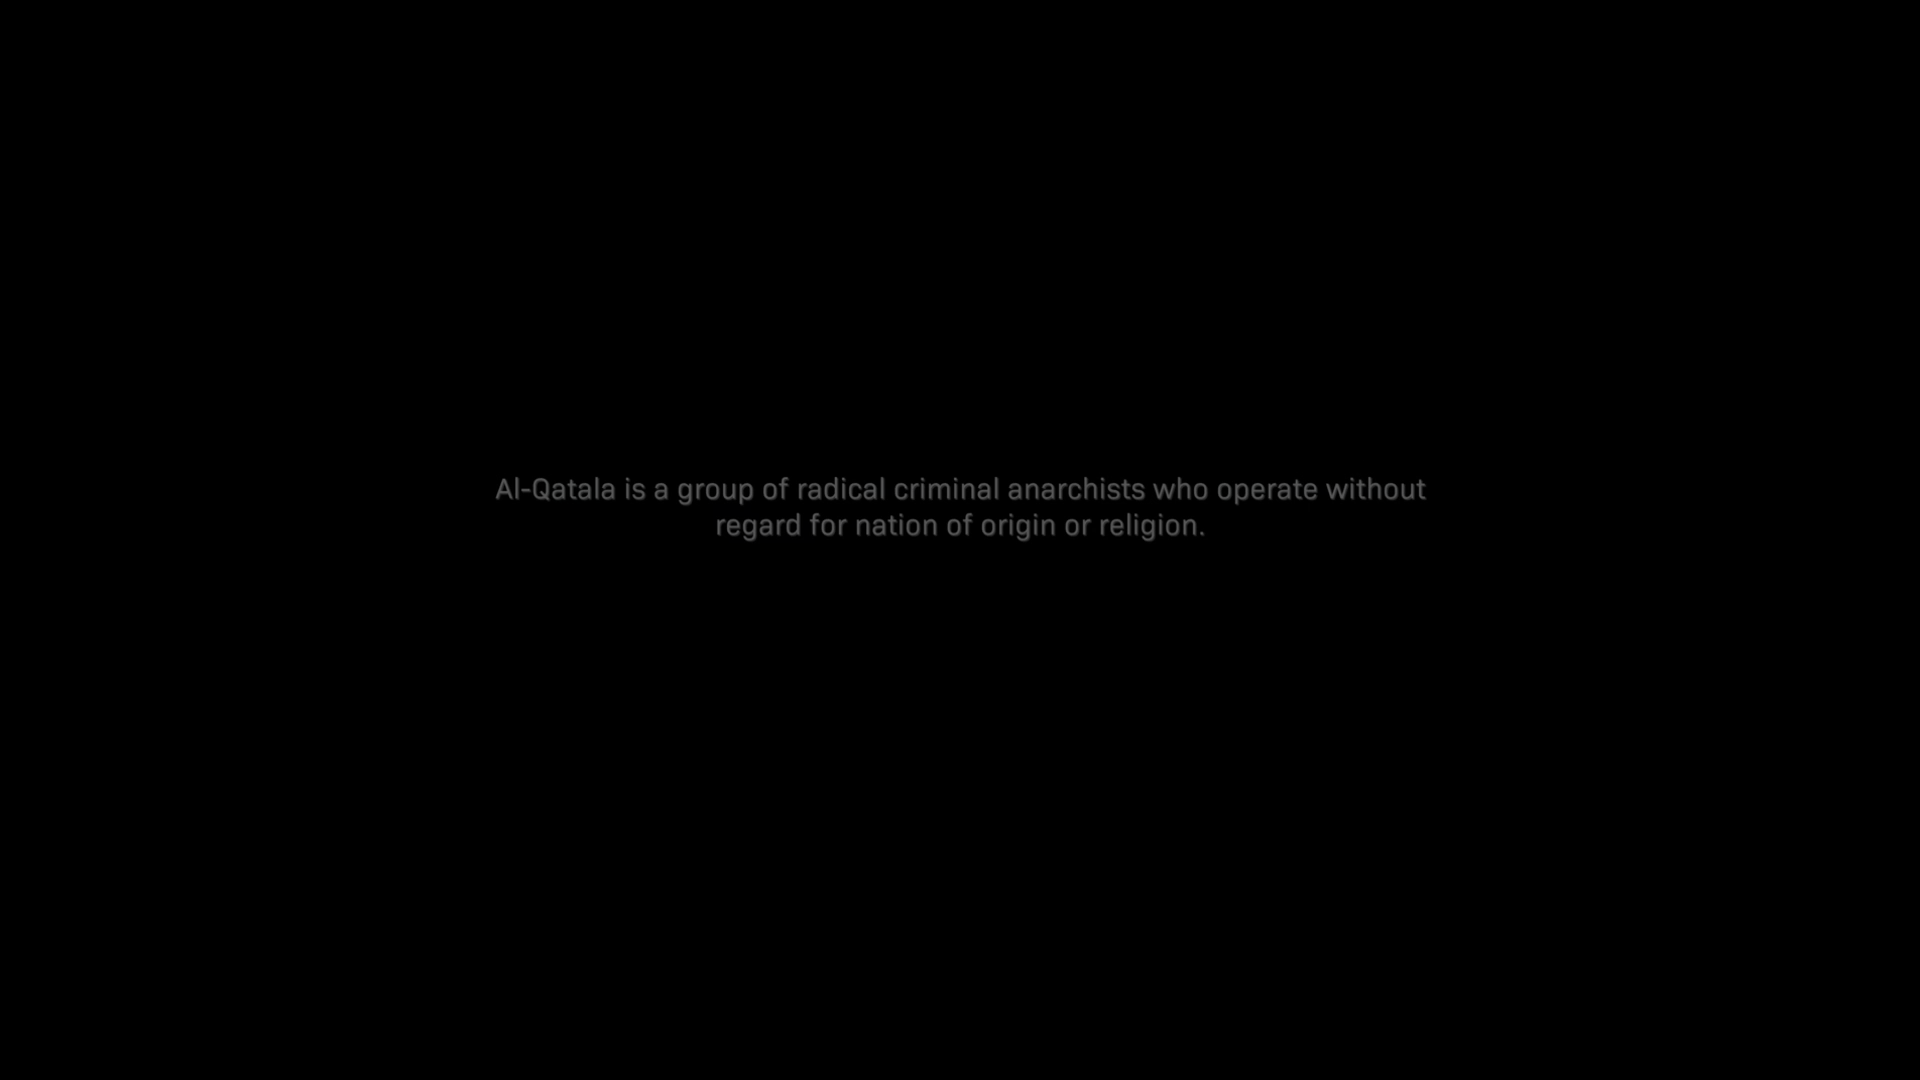 Al-Qatala is a group of radical criminal anarchists who operate without
regard for nation of origin or religion.